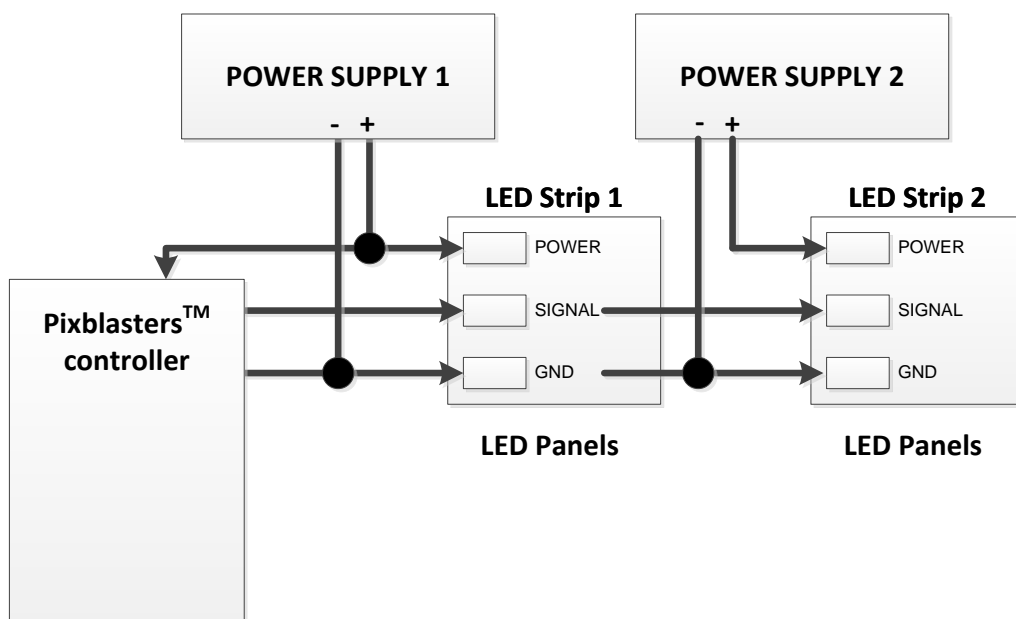 POWER SUPPLY 1
- +
POWER SUPPLY 2
- +
LED Strip 1
POWER
SIGNAL
GND
LED Panels
LED Strip 2
POWER
SIGNAL
GND
LED Panels
Pixblasters™
controller